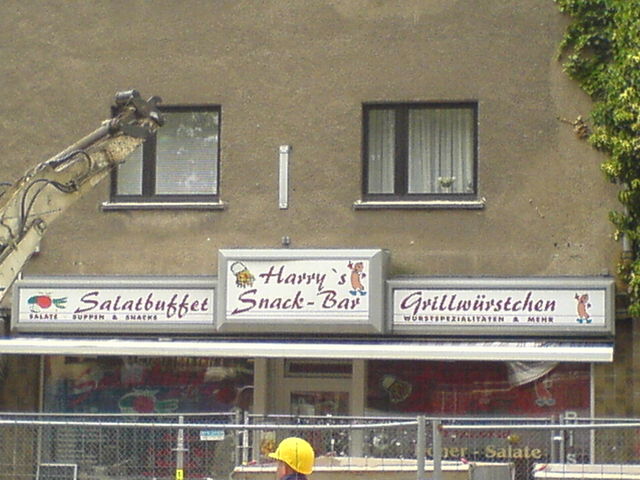 Salatbuffet
SALATE SUPPEN & SNACKS
Harry`s
Snack-Bar
Grillwürstchen
WURSTSPEZIALITÄTEN & MEHR
- Salate